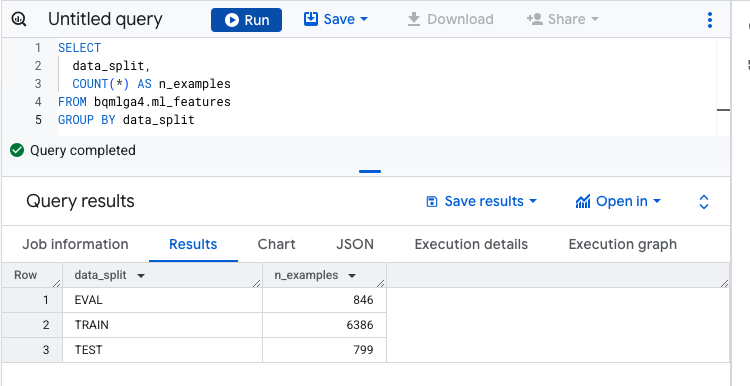 Untitled query Run Save Download Share
1 SELECT
2 data_split,
3 COUNT(*) AS n_examples
4 FROM bqmlga4.ml_features
5 GROUP BY data_split
Query completed
Query results Save results Open in
Job information Results Chart JSON Execution details Execution graph
Row data_split n_examples
1 EVAL 846
2 TRAIN 6386
3 TEST 799